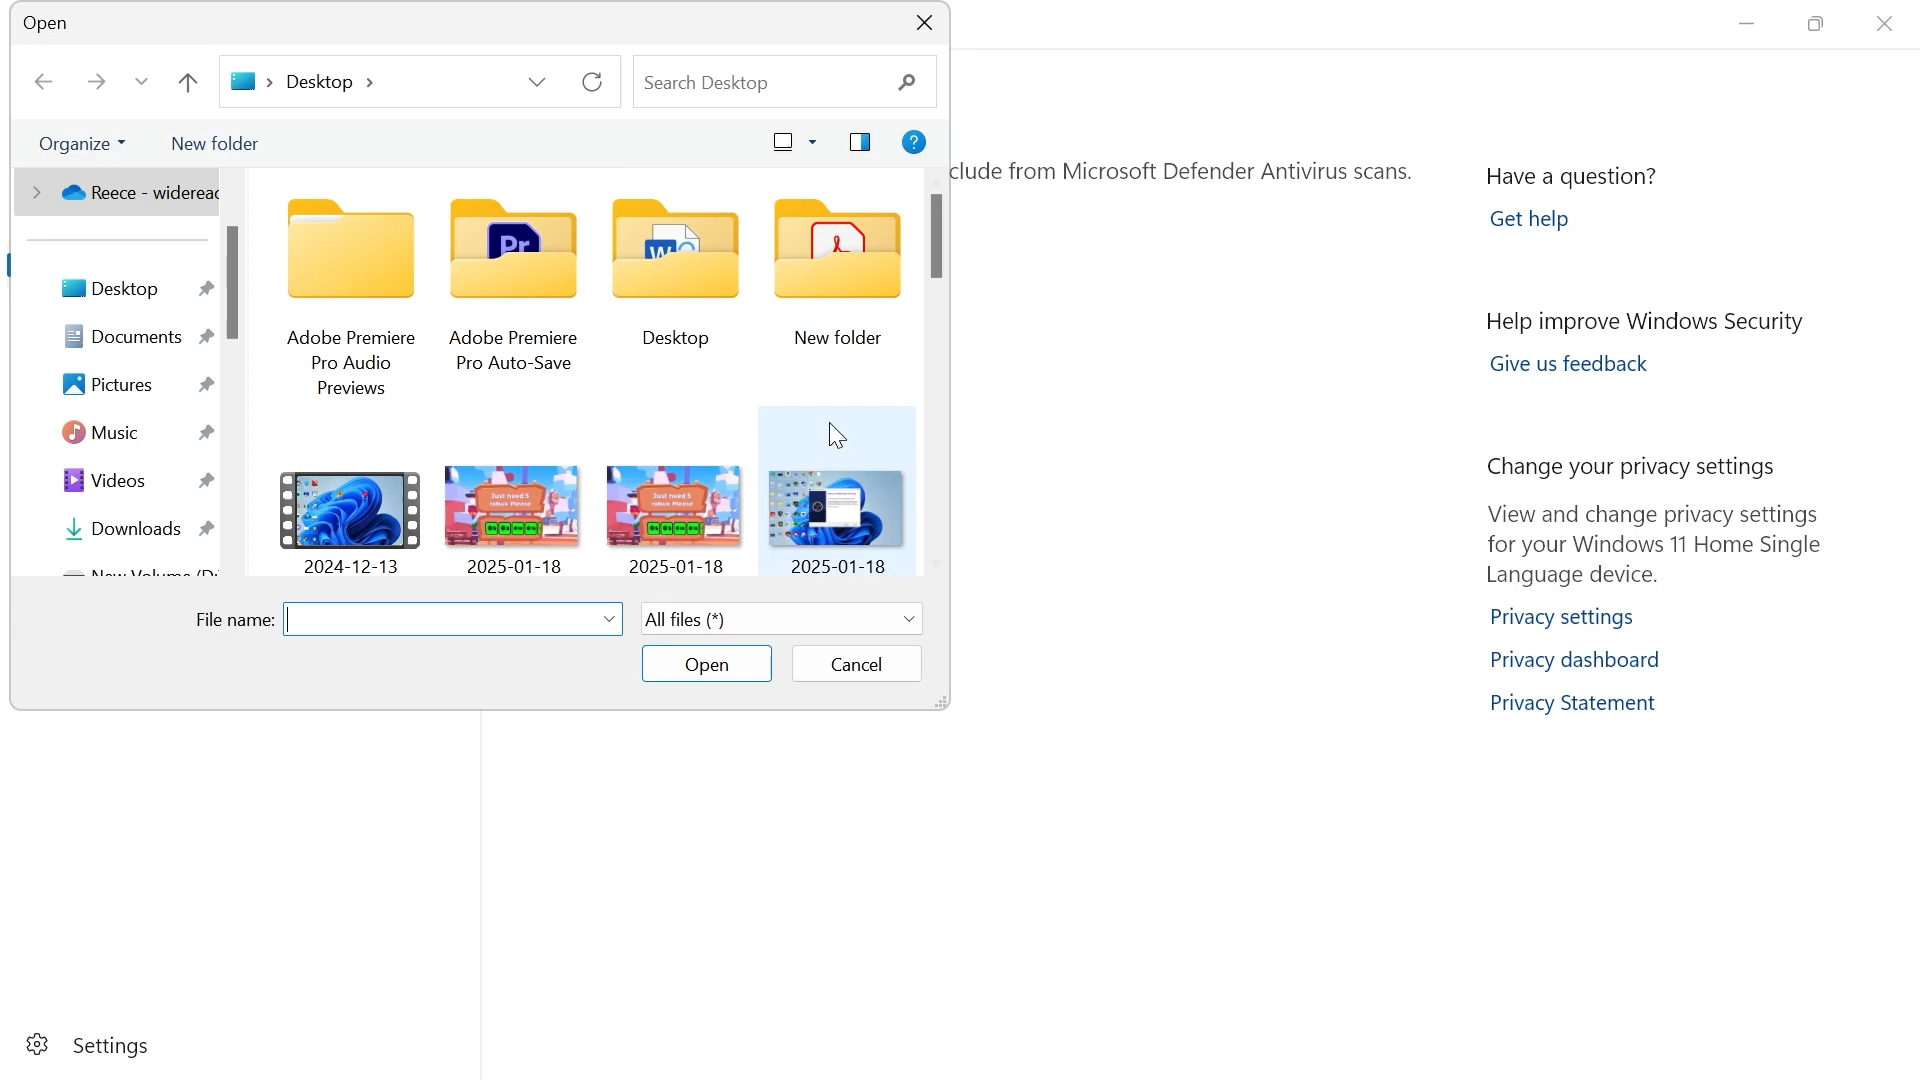 Open
Desktop
Search Desktop
Organize
New folder
Reece -
Desktop
Documents
Pictures
Music
Videos
Downloads
Adobe Premiere
Pro Audio
Previews
Adobe Premiere
Pro Auto-Save
Desktop
New folder
Pr
W
Just need 5
robux Please
Just need 5
robux Please
2024-12-13
2025-01-18
2025-01-18
2025-01-18
File name:
All files (*)
Open
Cancel
from Microsoft Defender Antivirus scans.
Have a question?
Get help
Help improve Windows Security
Give us feedback
Change your privacy settings
View and change privacy settings
for your Windows 11 Home Single
Language device.
Privacy settings
Privacy dashboard
Privacy Statement
Settings